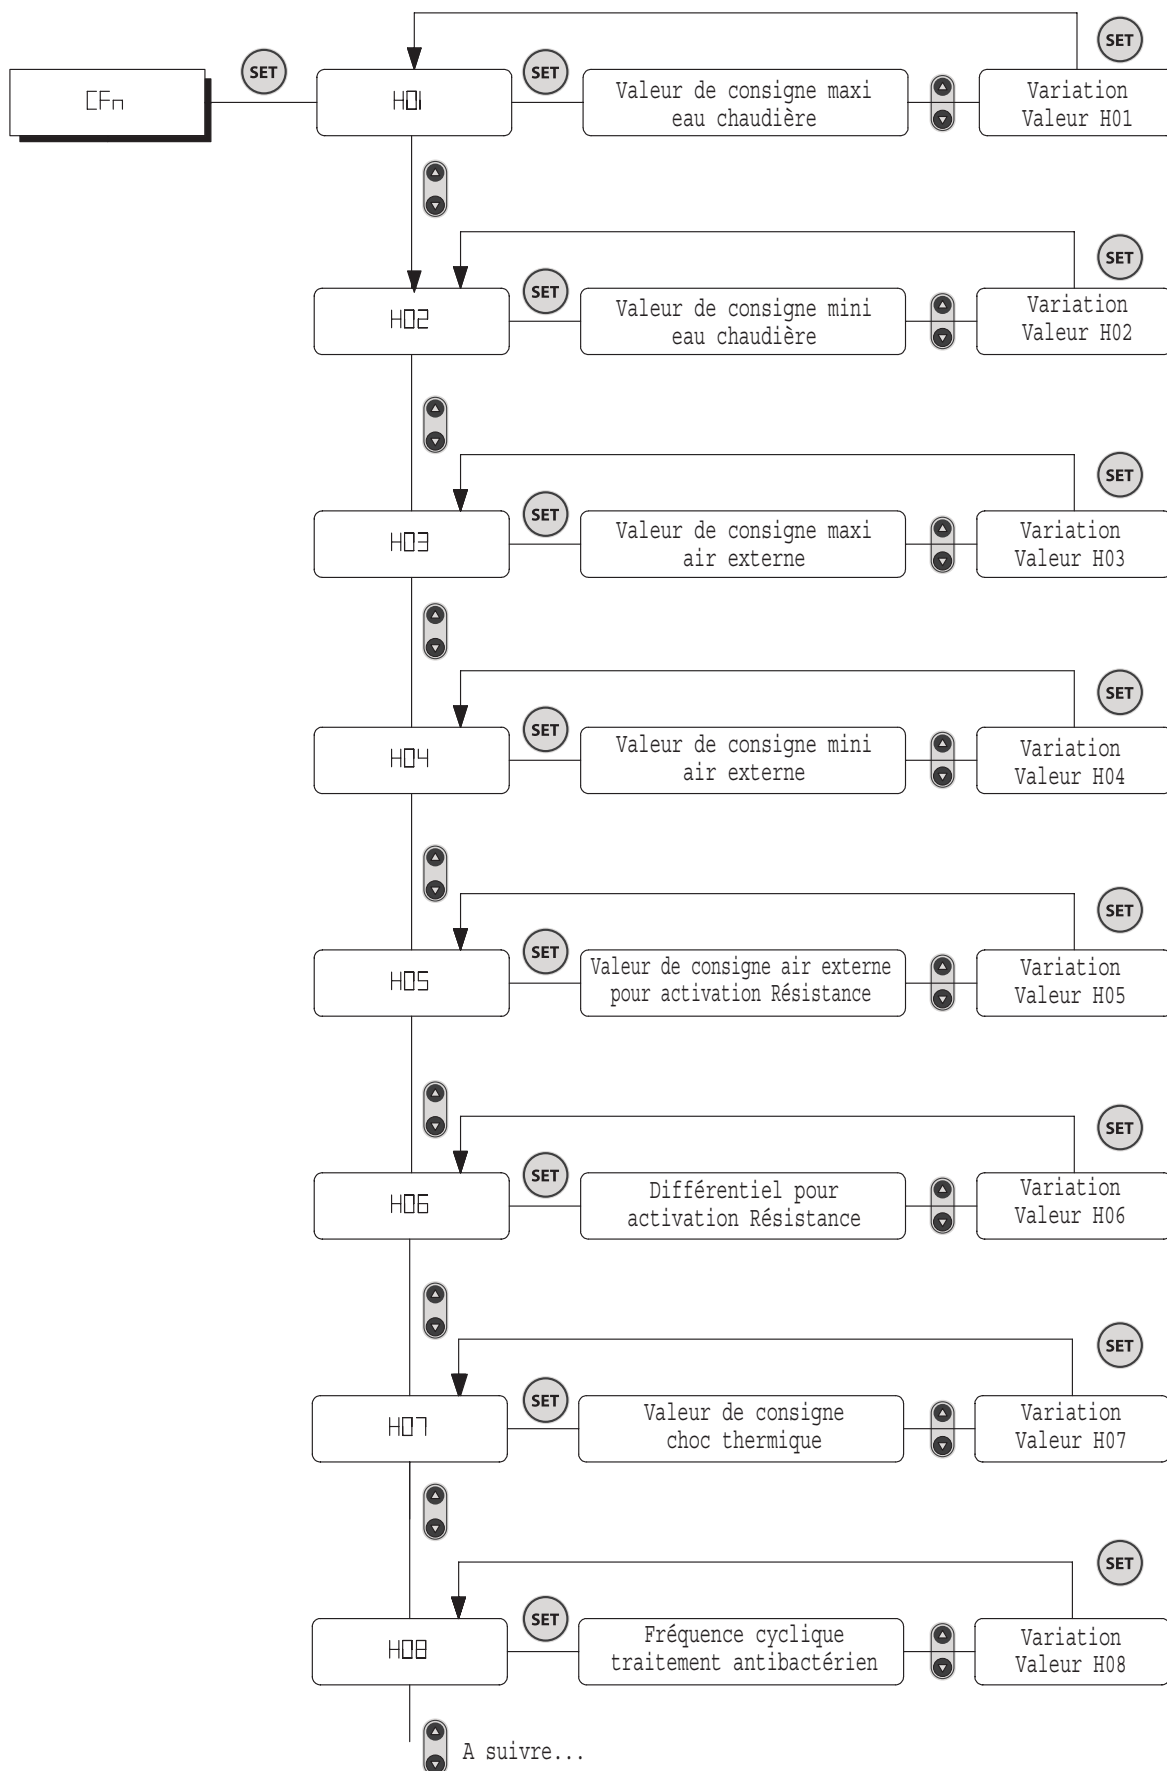 SET
SET
SET
CFn
H01
Valeur de consigne maxi
eau chaudière
Variation
Valeur H01
SET
SET
H02
Valeur de consigne mini
eau chaudière
Variation
Valeur H02
SET
SET
H03
Valeur de consigne maxi
air externe
Variation
Valeur H03
SET
SET
H04
Valeur de consigne mini
air externe
Variation
Valeur H04
SET
SET
H05
Valeur de consigne air externe
pour activation Résistance
Variation
Valeur H05
SET
SET
H06
Différentiel pour
activation Résistance
Variation
Valeur H06
SET
SET
H07
Valeur de consigne
choc thermique
Variation
Valeur H07
SET
SET
H08
Fréquence cyclique
traitement antibactérien
Variation
Valeur H08
A suivre...